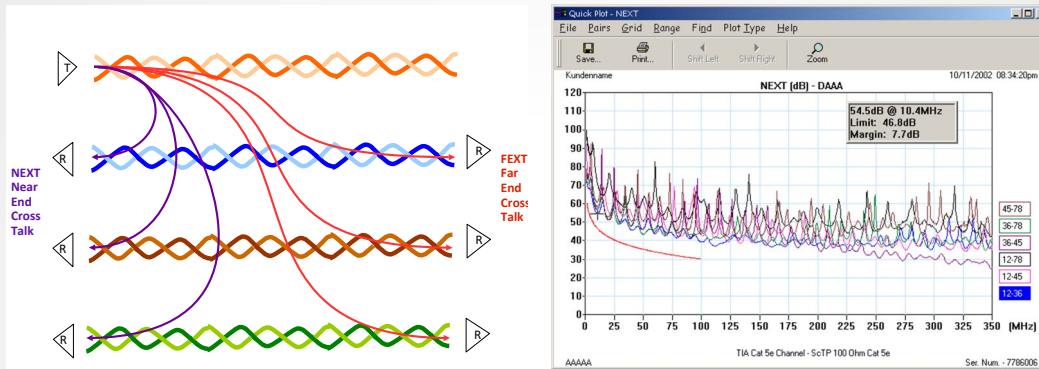 T
R
R
NEXT
Near
End
Cross
Talk
FEXT
Far
End
Cross
Talk
R
R
R
R
Quick Plot - NEXT
File Pairs Grid Range Find Plot Type Help
Save... Print... Shift Left Shift Right Zoom
Kundenname 10/11/2002 08:34:20pm
NEXT (dB) - DAAA
54.5dB @ 10.4MHz
Limit: 46.8dB
Margin: 7.7dB
120
110
100
90
80
70
60
50
40
30
20
10
0
45-78
36-78
36-45
12-78
12-45
12-36
0 25 50 75 100 125 150 175 200 225 250 275 300 325 350 (MHz)
TIA Cat 5e Channel - ScTP 100 Ohm Cat 5e
AAAAA Ser. Num. - 7786006